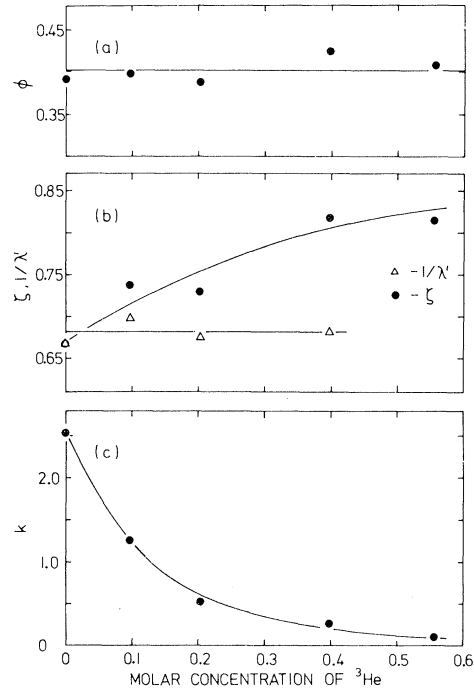 0.45
(a)
ϕ
0.35
0.85
(b)
ζ, 1/λ'
0.75
△ -1/λ'
● -ζ
0.65
(c)
2.0
k
1.0
0
0 0.1 0.2 0.3 0.4 0.5 0.6
MOLAR CONCENTRATION OF ³He